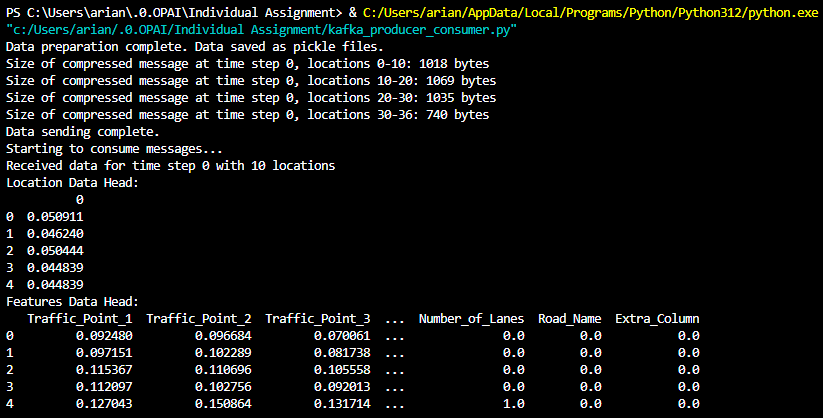 PS C:\Users\arian\.0.OPAI\Individual Assignment> & C:/Users/arian/AppData/Local/Programs/Python/Python312/python.exe
"c:/Users/arian/.0.OPAI/Individual Assignment/kafka_producer_consumer.py"
Data preparation complete. Data saved as pickle files.
Size of compressed message at time step 0, locations 0-10: 1018 bytes
Size of compressed message at time step 0, locations 10-20: 1069 bytes
Size of compressed message at time step 0, locations 20-30: 1035 bytes
Size of compressed message at time step 0, locations 30-36: 740 bytes
Data sending complete.
Starting to consume messages...
Received data for time step 0 with 10 locations
Location Data Head:
          0
0  0.050911
1  0.046240
2  0.050444
3  0.044839
4  0.044839
Features Data Head:
   Traffic_Point_1  Traffic_Point_2  Traffic_Point_3  ...  Number_of_Lanes  Road_Name  Extra_Column
0         0.092480         0.096684         0.070061  ...              0.0        0.0           0.0
1         0.097151         0.102289         0.081738  ...              0.0        0.0           0.0
2         0.115367         0.110696         0.105558  ...              0.0        0.0           0.0
3         0.112097         0.102756         0.092013  ...              0.0        0.0           0.0
4         0.127043         0.150864         0.131714  ...              1.0        0.0           0.0